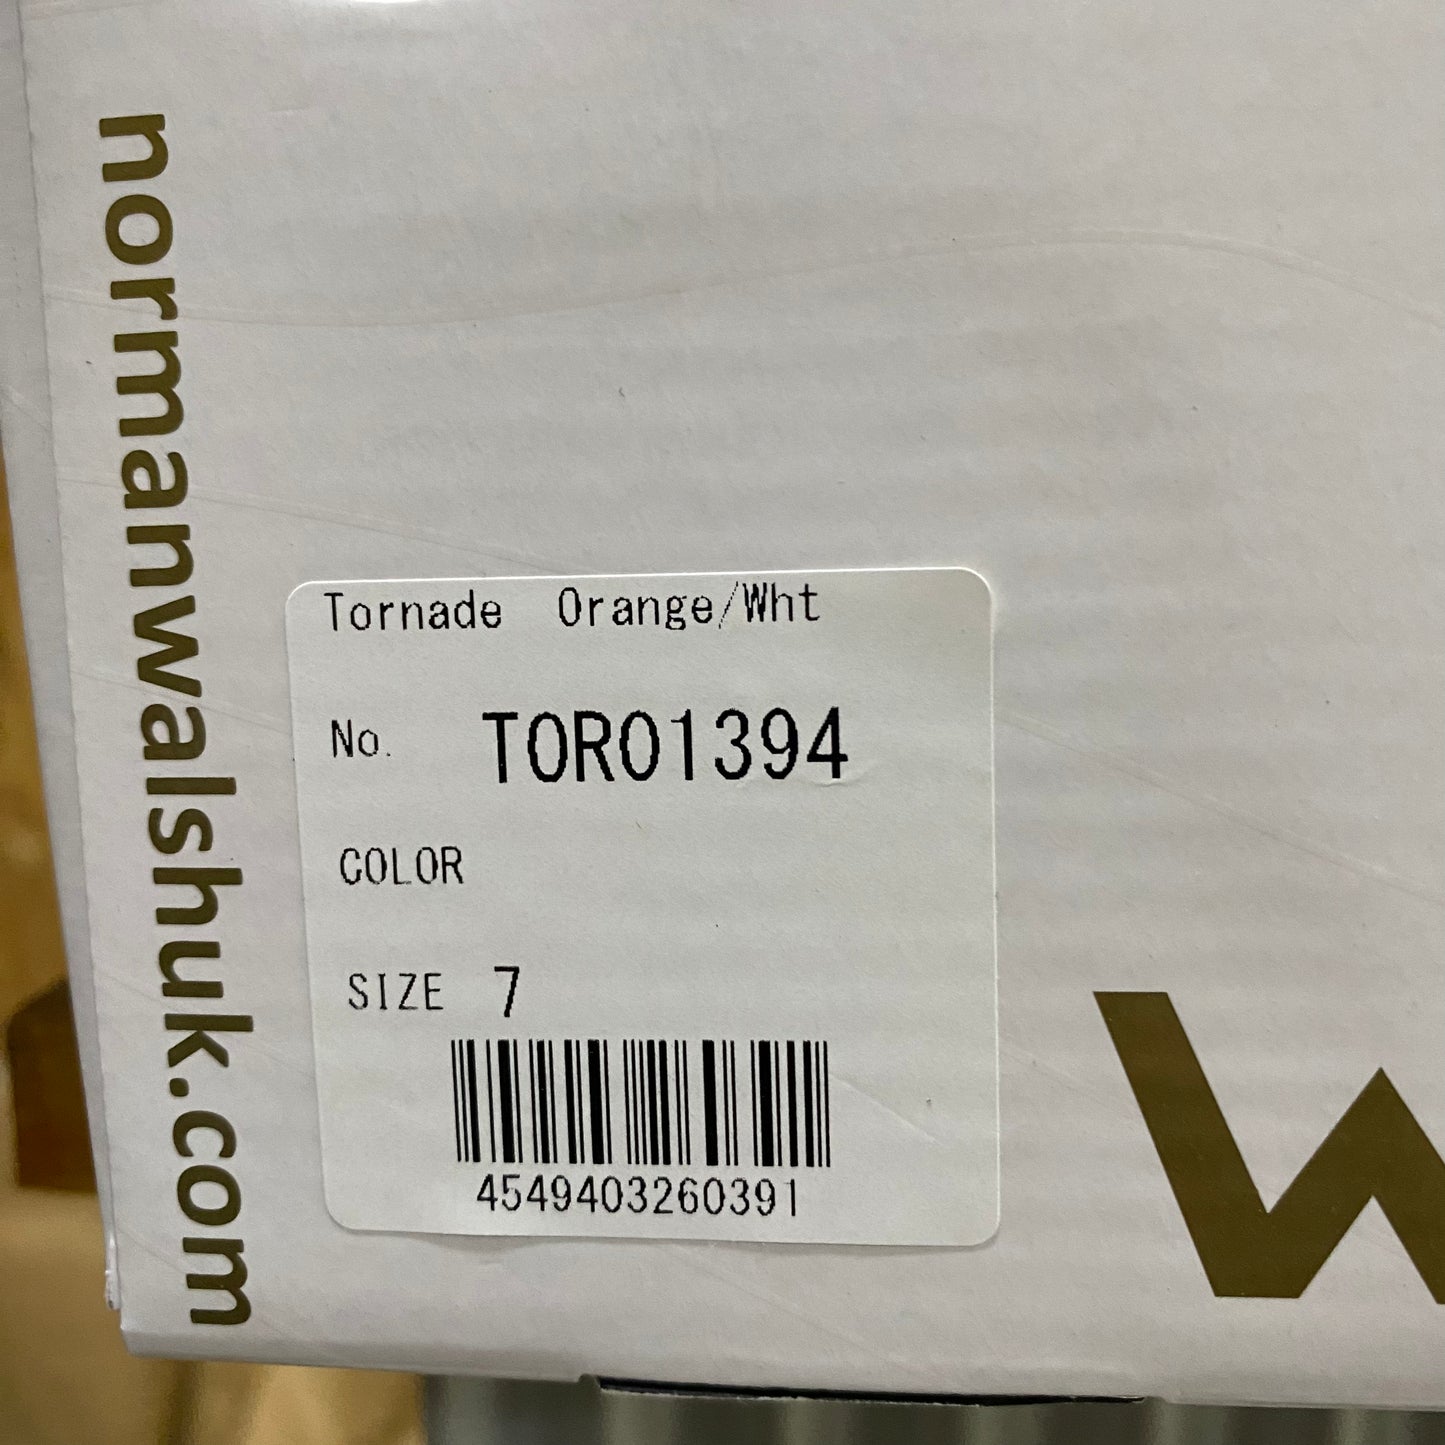 normanwalshuk.com
Tornade Orange/Wht
No. TOR01394
COLOR
SIZE 7
4549403260391
W